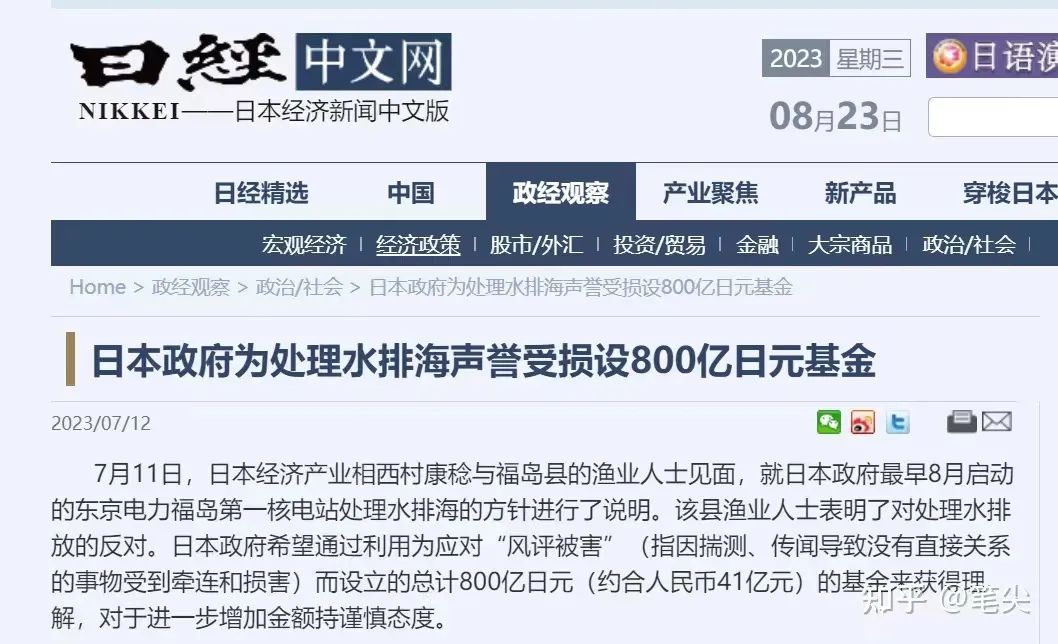 日经中文网
NIKKEI——日本经济新闻中文版
2023 星期三
08月23日
日语演
日经精选 中国 政经观察 产业聚焦 新产品 穿梭日本
宏观经济 | 经济政策 | 股市/外汇 | 投资/贸易 | 金融 | 大宗商品 | 政治/社会 |
Home > 政经观察 > 政治/社会 > 日本政府为处理水排海声誉受损设800亿日元基金
日本政府为处理水排海声誉受损设800亿日元基金
2023/07/12
7月11日，日本经济产业相西村康稔与福岛县的渔业人士见面，就日本政府最早8月启动
的东京电力福岛第一核电站处理水排海的方针进行了说明。该县渔业人士表明了对处理水排
放的反对。日本政府希望通过利用为应对“风评被害”（指因揣测、传闻导致没有直接关系
的事物受到牵连和损害）而设立的总计800亿日元（约合人民币41亿元）的基金来获得理
解，对于进一步增加金额持谨慎态度。
知乎 @笔尖